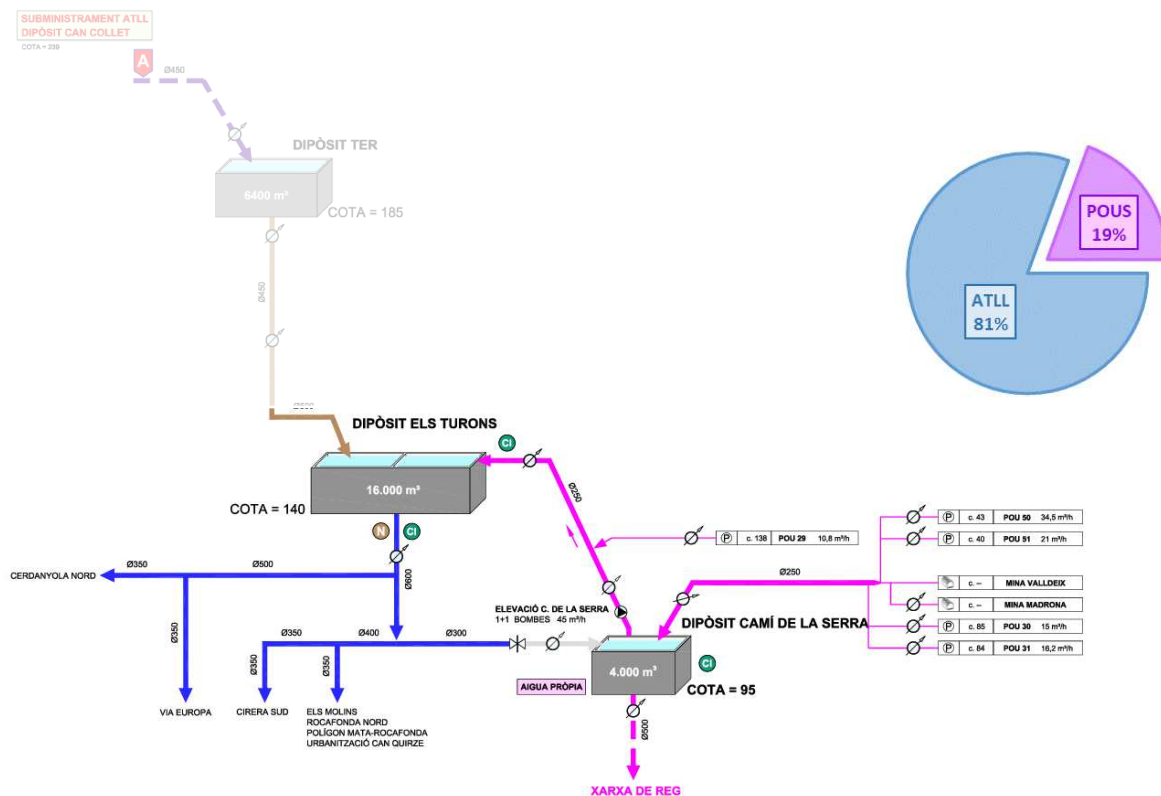 SUBMINISTRAMENT ATLL
DIPÒSIT CAN COLLET
COTA = 239
A
Ø450
DIPÒSIT TER
6400 m³
COTA = 185
Ø450
Ø600
POUS
19%
ATLL
81%
DIPÒSIT ELS TURONS
CI
16.000 m³
COTA = 140
N
CI
Ø250
P c. 138 POU 29 10,8 m³/h
P c. 43 POU 50 34,5 m³/h
P c. 40 POU 51 21 m³/h
c. -- MINA VALLDEIX
c. -- MINA MADRONA
P c. 85 POU 30 15 m³/h
P c. 84 POU 31 16,2 m³/h
Ø250
CERDANYOLA NORD
Ø350
Ø500
Ø600
Ø350
ELEVACIÓ C. DE LA SERRA
1+1 BOMBES 45 m³/h
DIPÒSIT CAMÍ DE LA SERRA
Ø350
Ø400
Ø300
Ø350
Ø350
4.000 m³
CI
COTA = 95
AIGUA PRÒPIA
Ø500
VIA EUROPA
CIRERA SUD
ELS MOLINS
ROCAFONDA NORD
POLÍGON MATA-ROCAFONDA
URBANITZACIÓ CAN QUIRZE
XARXA DE REG